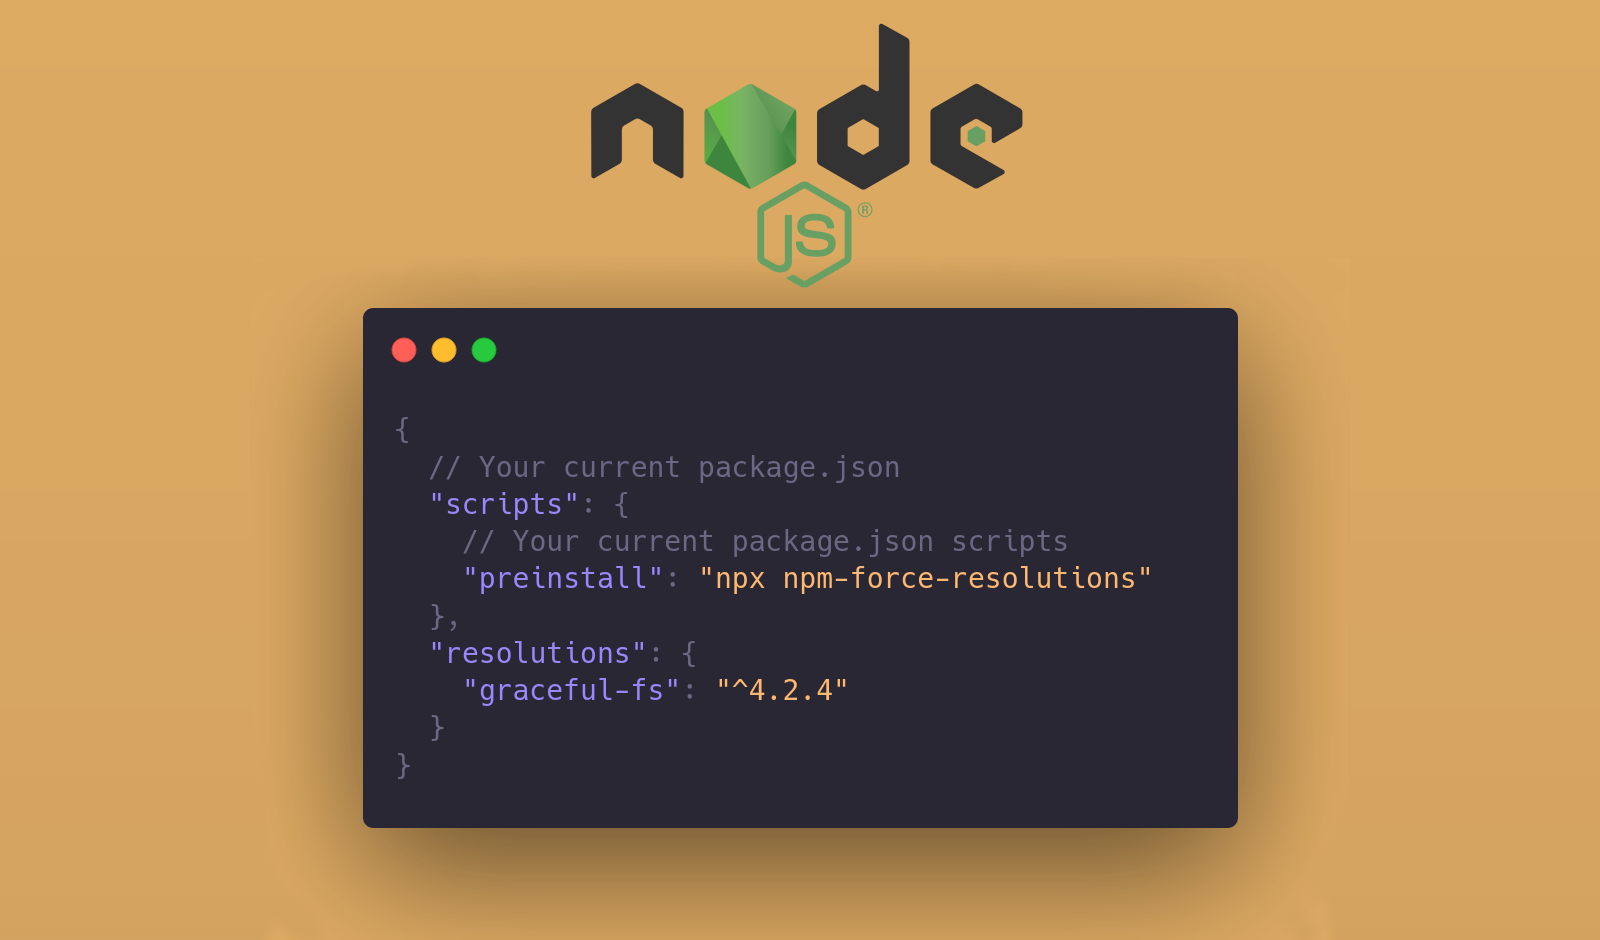 node
JS ®
{
  // Your current package.json
  "scripts": {
    // Your current package.json scripts
    "preinstall": "npx npm-force-resolutions"
  },
  "resolutions": {
    "graceful-fs": "^4.2.4"
  }
}